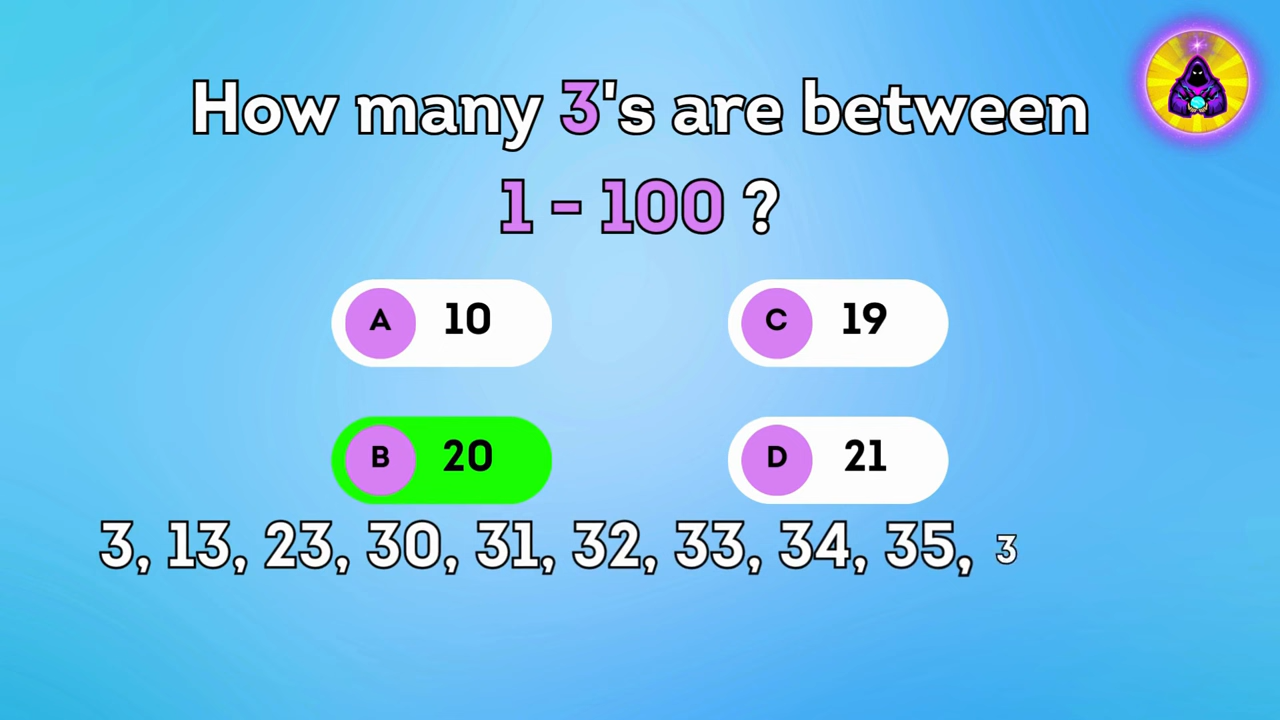 How many 3's are between
1 - 100 ?
A 10
C 19
B 20
D 21
3, 13, 23, 30, 31, 32, 33, 34, 35, 3